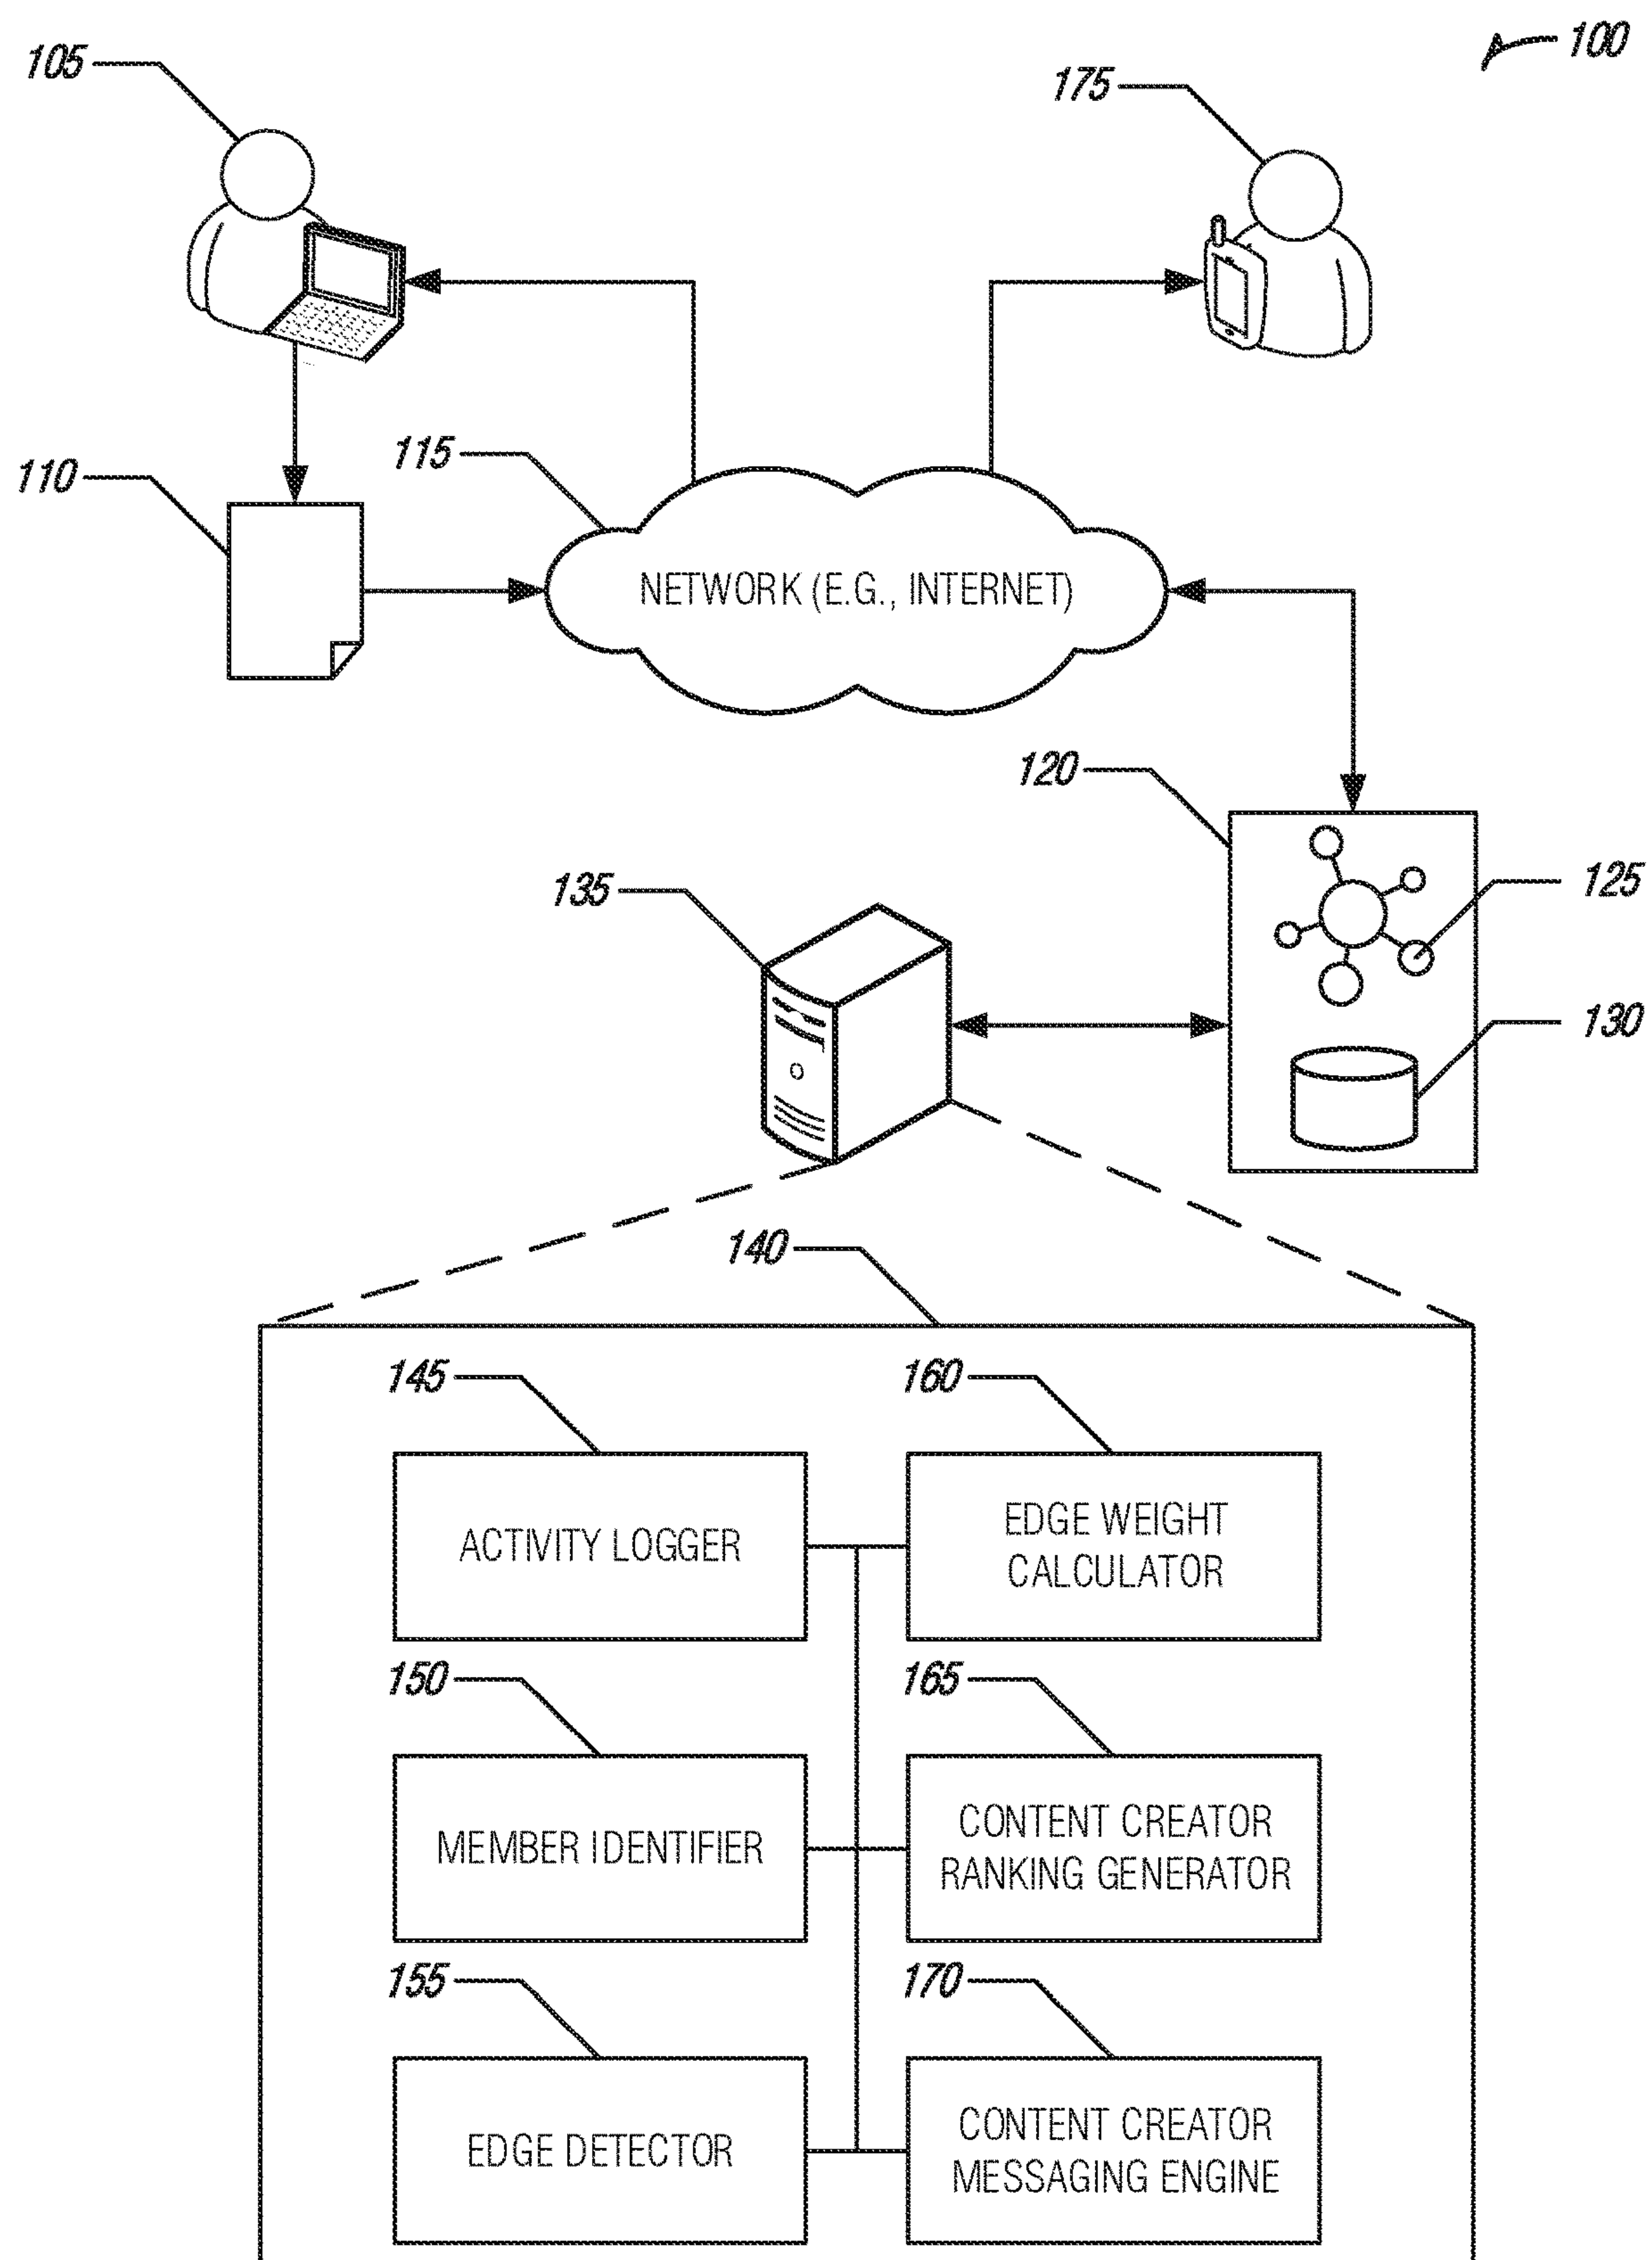 100
105
175
110
115
NETWORK (E.G., INTERNET)
120
125
135
130
140
145
160
ACTIVITY LOGGER
EDGE WEIGHT
CALCULATOR
150
165
MEMBER IDENTIFIER
CONTENT CREATOR
RANKING GENERATOR
155
170
EDGE DETECTOR
CONTENT CREATOR
MESSAGING ENGINE